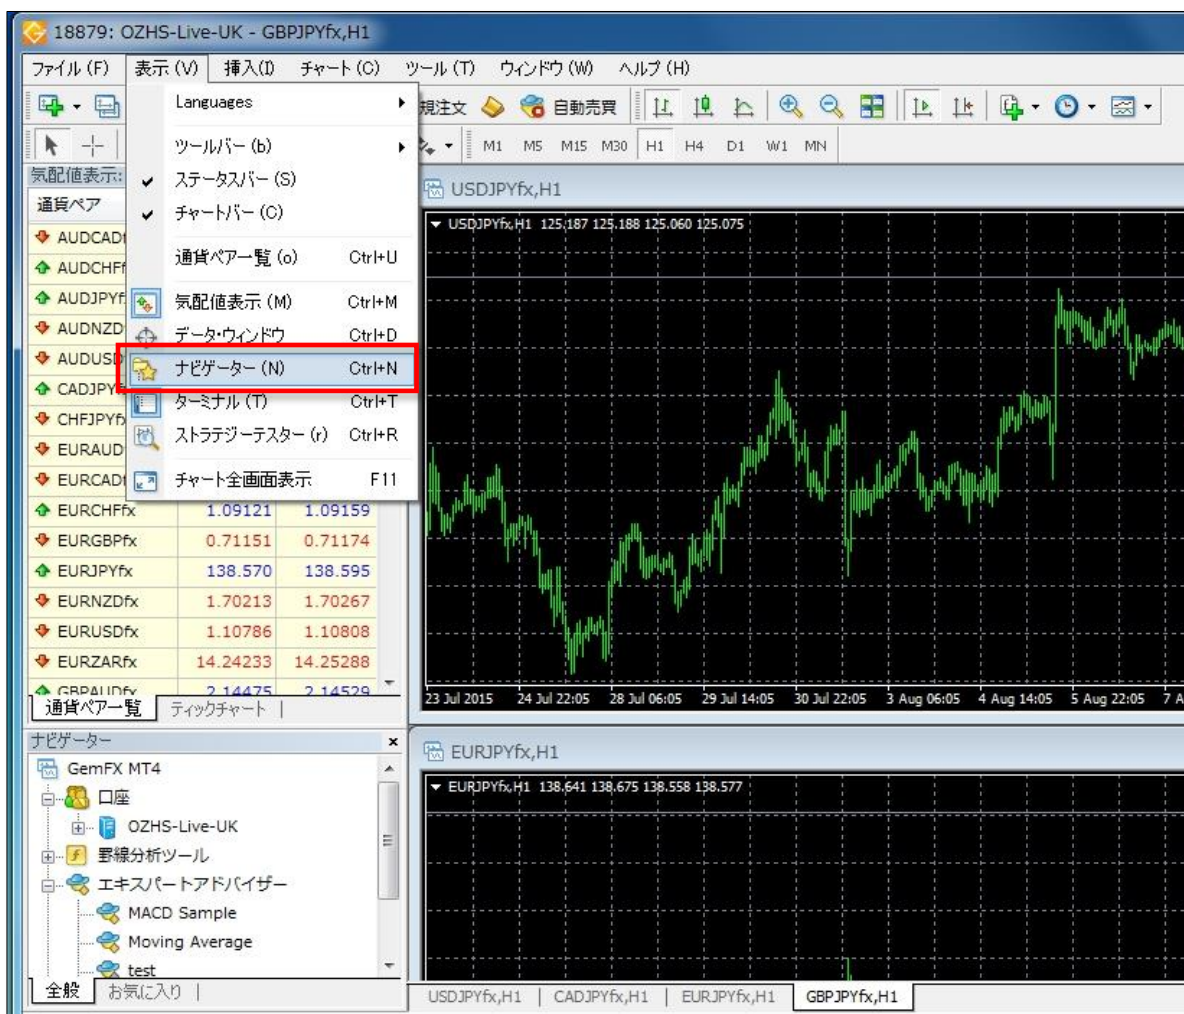 18879: OZHS-Live-UK - GBPJPYfx,H1
ファイル (F) 表示 (V) 挿入(I) チャート (C) ツール (T) ウィンドウ (W) ヘルプ (H)
Languages
規注文 自動売買
ツールバー (b)
M1 M5 M15 M30 H1 H4 D1 W1 MN
ステータスバー (S)
チャートバー (C)
通貨ペア一覧 (o) Ctrl+U
気配値表示 (M) Ctrl+M
データ・ウィンドウ Ctrl+D
ナビゲーター (N) Ctrl+N
ターミナル (T) Ctrl+T
ストラテジーテスター (r) Ctrl+R
チャート全画面表示 F11
気配値表示:
通貨ペア
AUDCAD
AUDCHF
AUDJPY
AUDNZD
AUDUSD
CADJPY
CHFJPY
EURAUD
EURCAD
EURCHFfx 1.09121 1.09159
EURGBPfx 0.71151 0.71174
EURJPYfx 138.570 138.595
EURNZDfx 1.70213 1.70267
EURUSDfx 1.10786 1.10808
EURZARfx 14.24233 14.25288
GBPAUDfx 2.14475 2.14529
通貨ペア一覧 ティックチャート
USDJPYfx,H1
USDJPYfx,H1 125.187 125.188 125.060 125.075
23 Jul 2015 24 Jul 22:05 28 Jul 06:05 29 Jul 14:05 30 Jul 22:05 3 Aug 06:05 4 Aug 14:05 5 Aug 22:05 7 A
ナビゲーター
GemFX MT4
口座
OZHS-Live-UK
罫線分析ツール
エキスパートアドバイザー
MACD Sample
Moving Average
test
全般 お気に入り
EURJPYfx,H1
EURJPYfx,H1 138.641 138.675 138.558 138.577
USDJPYfx,H1 CADJPYfx,H1 EURJPYfx,H1 GBPJPYfx,H1